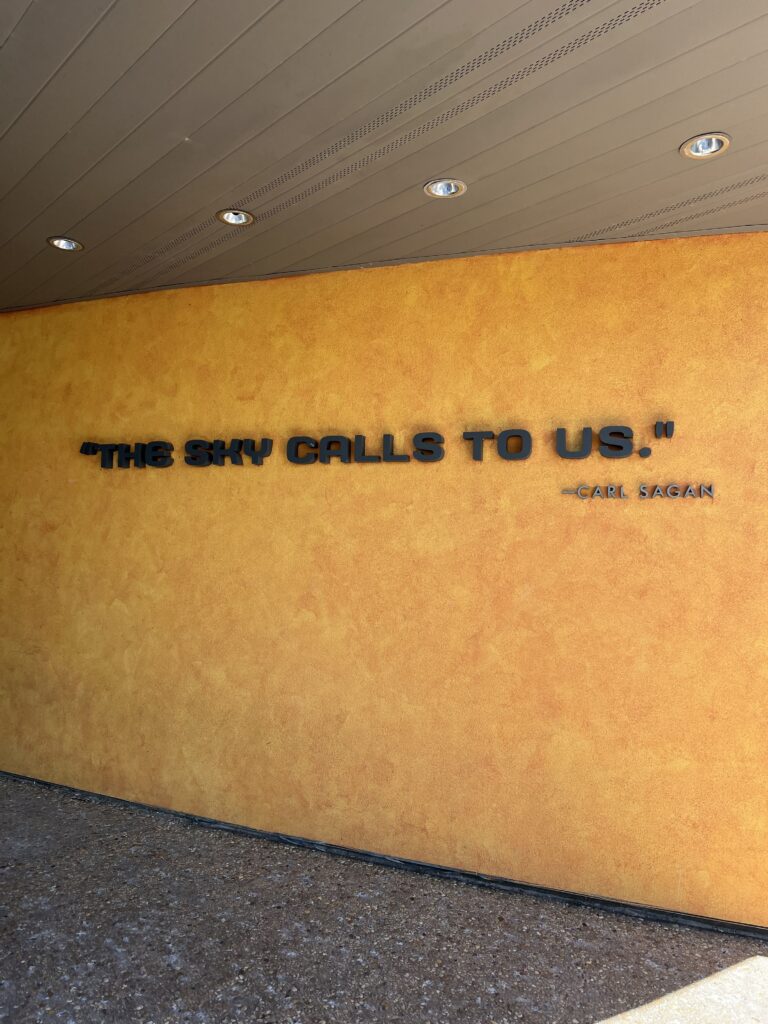 "THE SKY CALLS TO US."
—CARL SAGAN